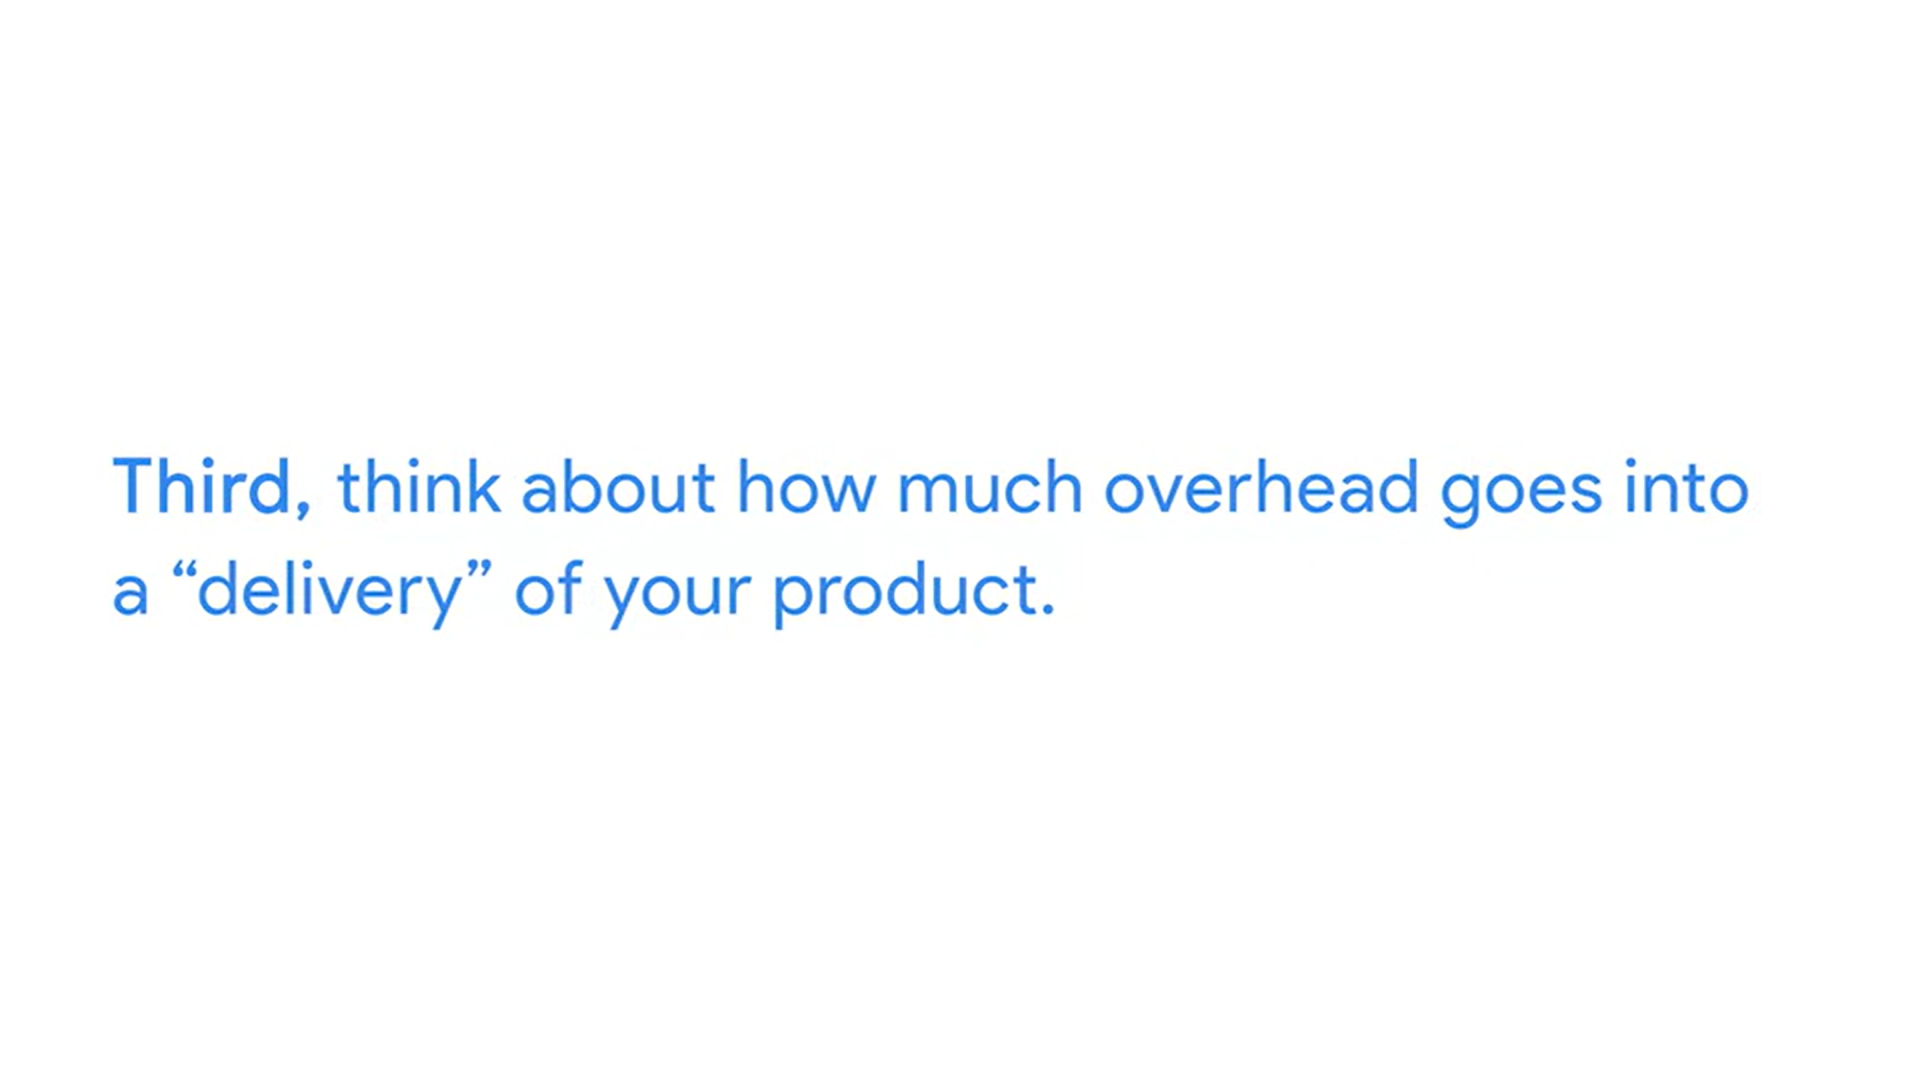 Third, think about how much overhead goes into
a “delivery” of your product.